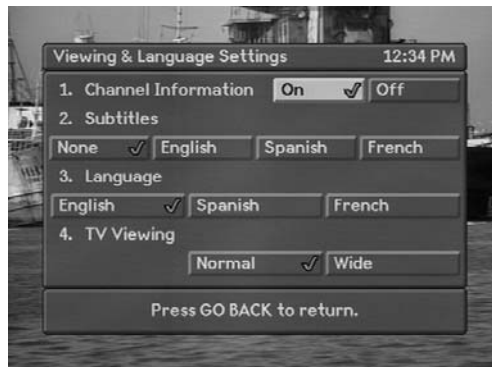 Viewing & Language Settings 12:34 PM
1. Channel Information On Off
2. Subtitles
None English Spanish French
3. Language
English Spanish French
4. TV Viewing
Normal Wide
Press GO BACK to return.